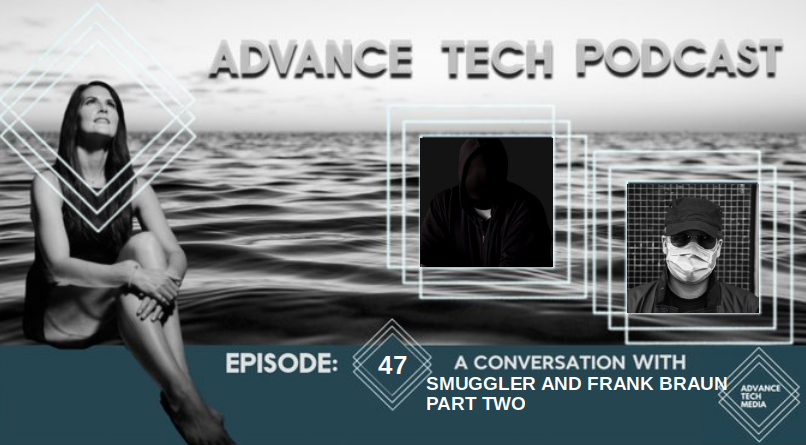 ADVANCE TECH PODCAST
EPISODE:
47
A CONVERSATION WITH
SMUGGLER AND FRANK BRAUN
PART TWO
ADVANCE
TECH
MEDIA